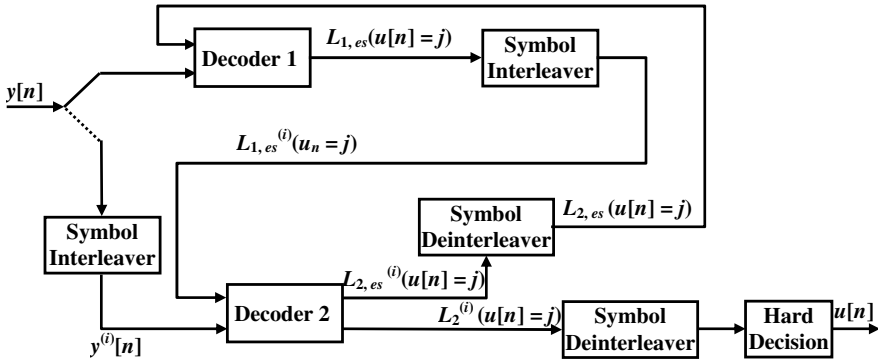 L1, es(u[n] = j)
Symbol
Interleaver
Decoder 1
y[n]
L1, es(i)(un = j)
Symbol
Deinterleaver
L2, es(u[n] = j)
Symbol
Interleaver
L2, es(i)(u[n] = j)
Decoder 2
L2(i)(u[n] = j)
Symbol
Deinterleaver
Hard
Decision
u[n]
y(i)[n]